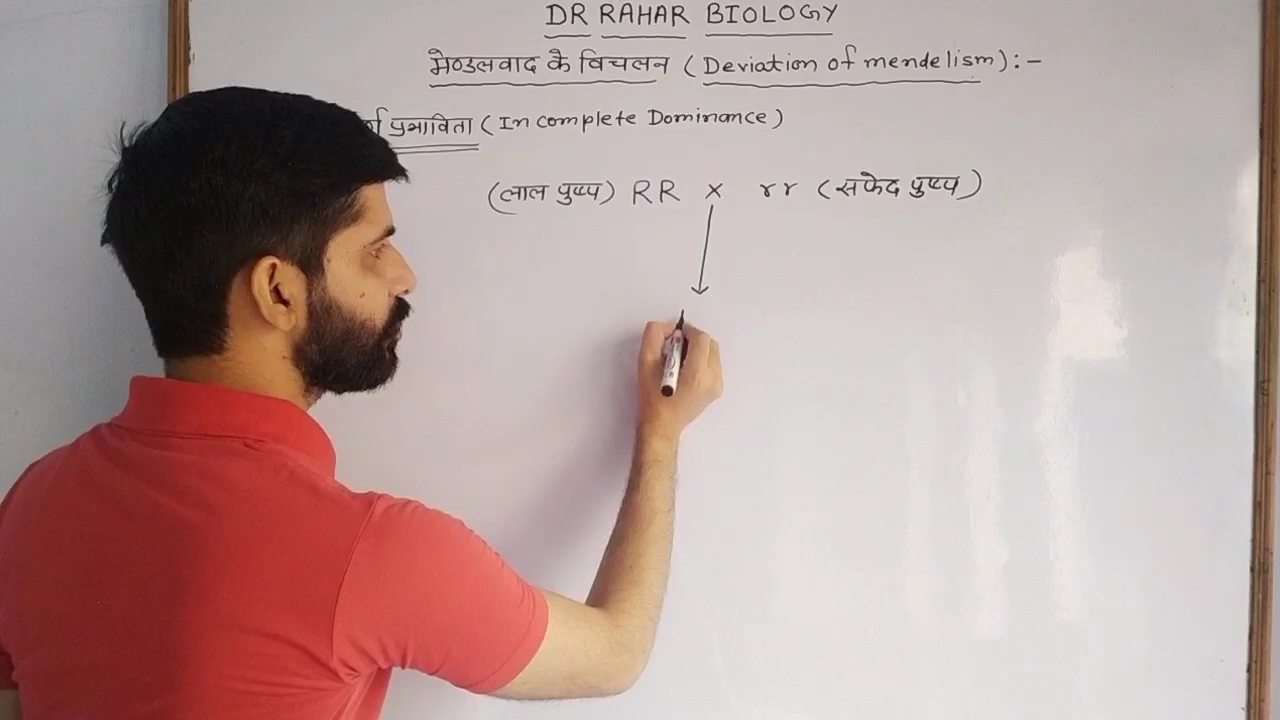 DR RAHAR BIOLOGY
मेण्डलवाद के विचलन (Deviation of mendelism):-
प्रभाविता (Incomplete Dominance)
(लाल पुष्प) RR × rr (सफेद पुष्प)